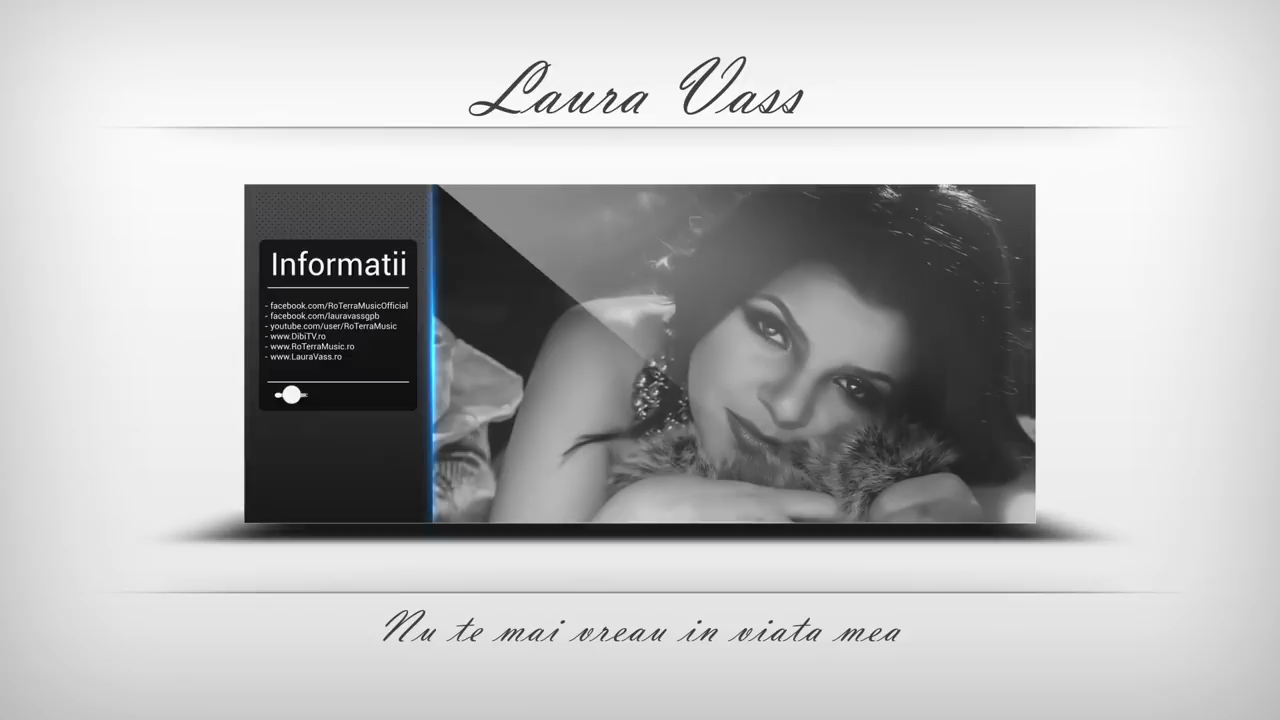 Laura Vass
Informatii
- facebook.com/RoTerraMusicOfficial
- facebook.com/lauravassgpb
- youtube.com/user/RoTerraMusic
- www.DibiTV.ro
- www.RoTerraMusic.ro
- www.LauraVass.ro
Nu te mai vreau in viata mea